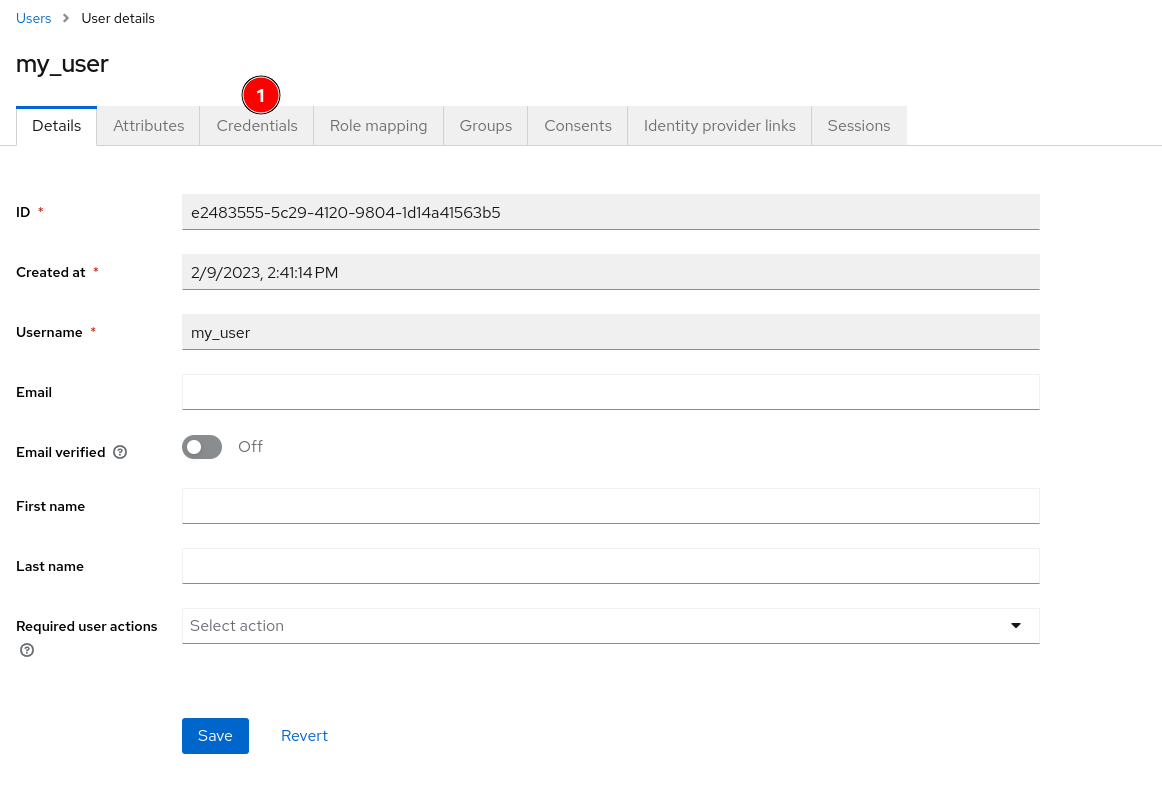 Users > User details
my_user
1
Details Attributes Credentials Role mapping Groups Consents Identity provider links Sessions
ID * e2483555-5c29-4120-9804-1d14a41563b5
Created at * 2/9/2023, 2:41:14 PM
Username * my_user
Email
Email verified ? Off
First name
Last name
Required user actions Select action
?
Save Revert